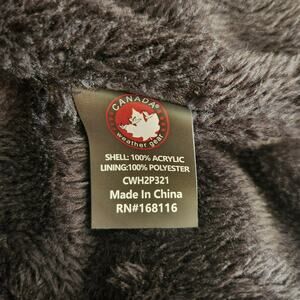 CANADA®
weather gear
SHELL: 100% ACRYLIC
LINING:100% POLYESTER
CWH2P321
Made In China
RN#168116